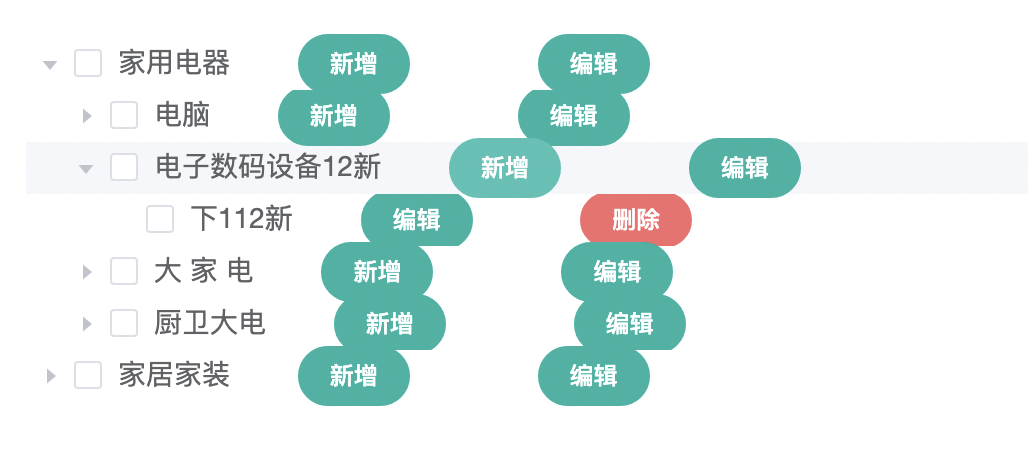 家用电器 新增 编辑
电脑 新增 编辑
电子数码设备12新 新增 编辑
下112新 编辑 删除
大 家 电 新增 编辑
厨卫大电 新增 编辑
家居家装 新增 编辑